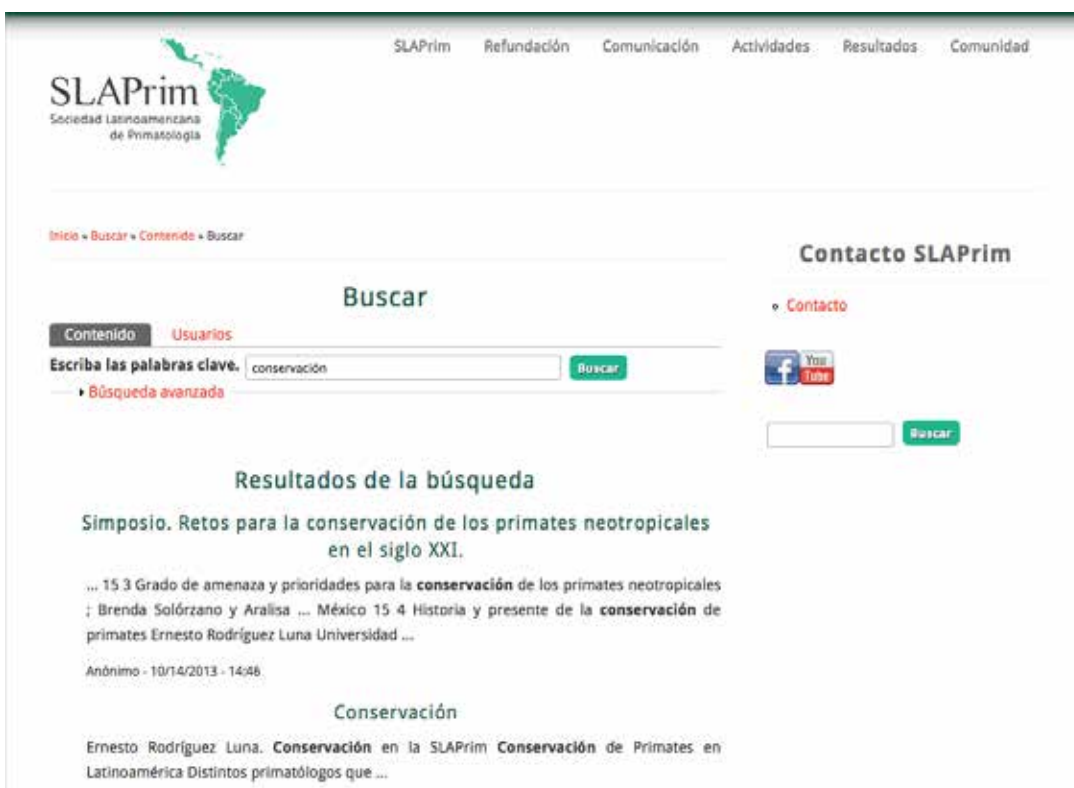 SLAPrim
Sociedad Latinoamericana
de Primatología
SLAPrim Refundación Comunicación Actividades Resultados Comunidad
Inicio » Buscar » Contenido » Buscar
Buscar
Contenido Usuarios
Escriba las palabras clave. conservación Buscar
Búsqueda avanzada
Resultados de la búsqueda
Simposio. Retos para la conservación de los primates neotropicales
en el siglo XXI.
... 15 3 Grado de amenaza y prioridades para la conservación de los primates neotropicales
; Brenda Solórzano y Aralisa ... México 15 4 Historia y presente de la conservación de
primates Ernesto Rodríguez Luna Universidad ...
Anónimo - 10/14/2013 - 14:46
Conservación
Ernesto Rodríguez Luna. Conservación en la SLAPrim Conservación de Primates en
Latinoamérica Distintos primatólogos que ...
Contacto SLAPrim
Contacto
f You
Tube
Buscar